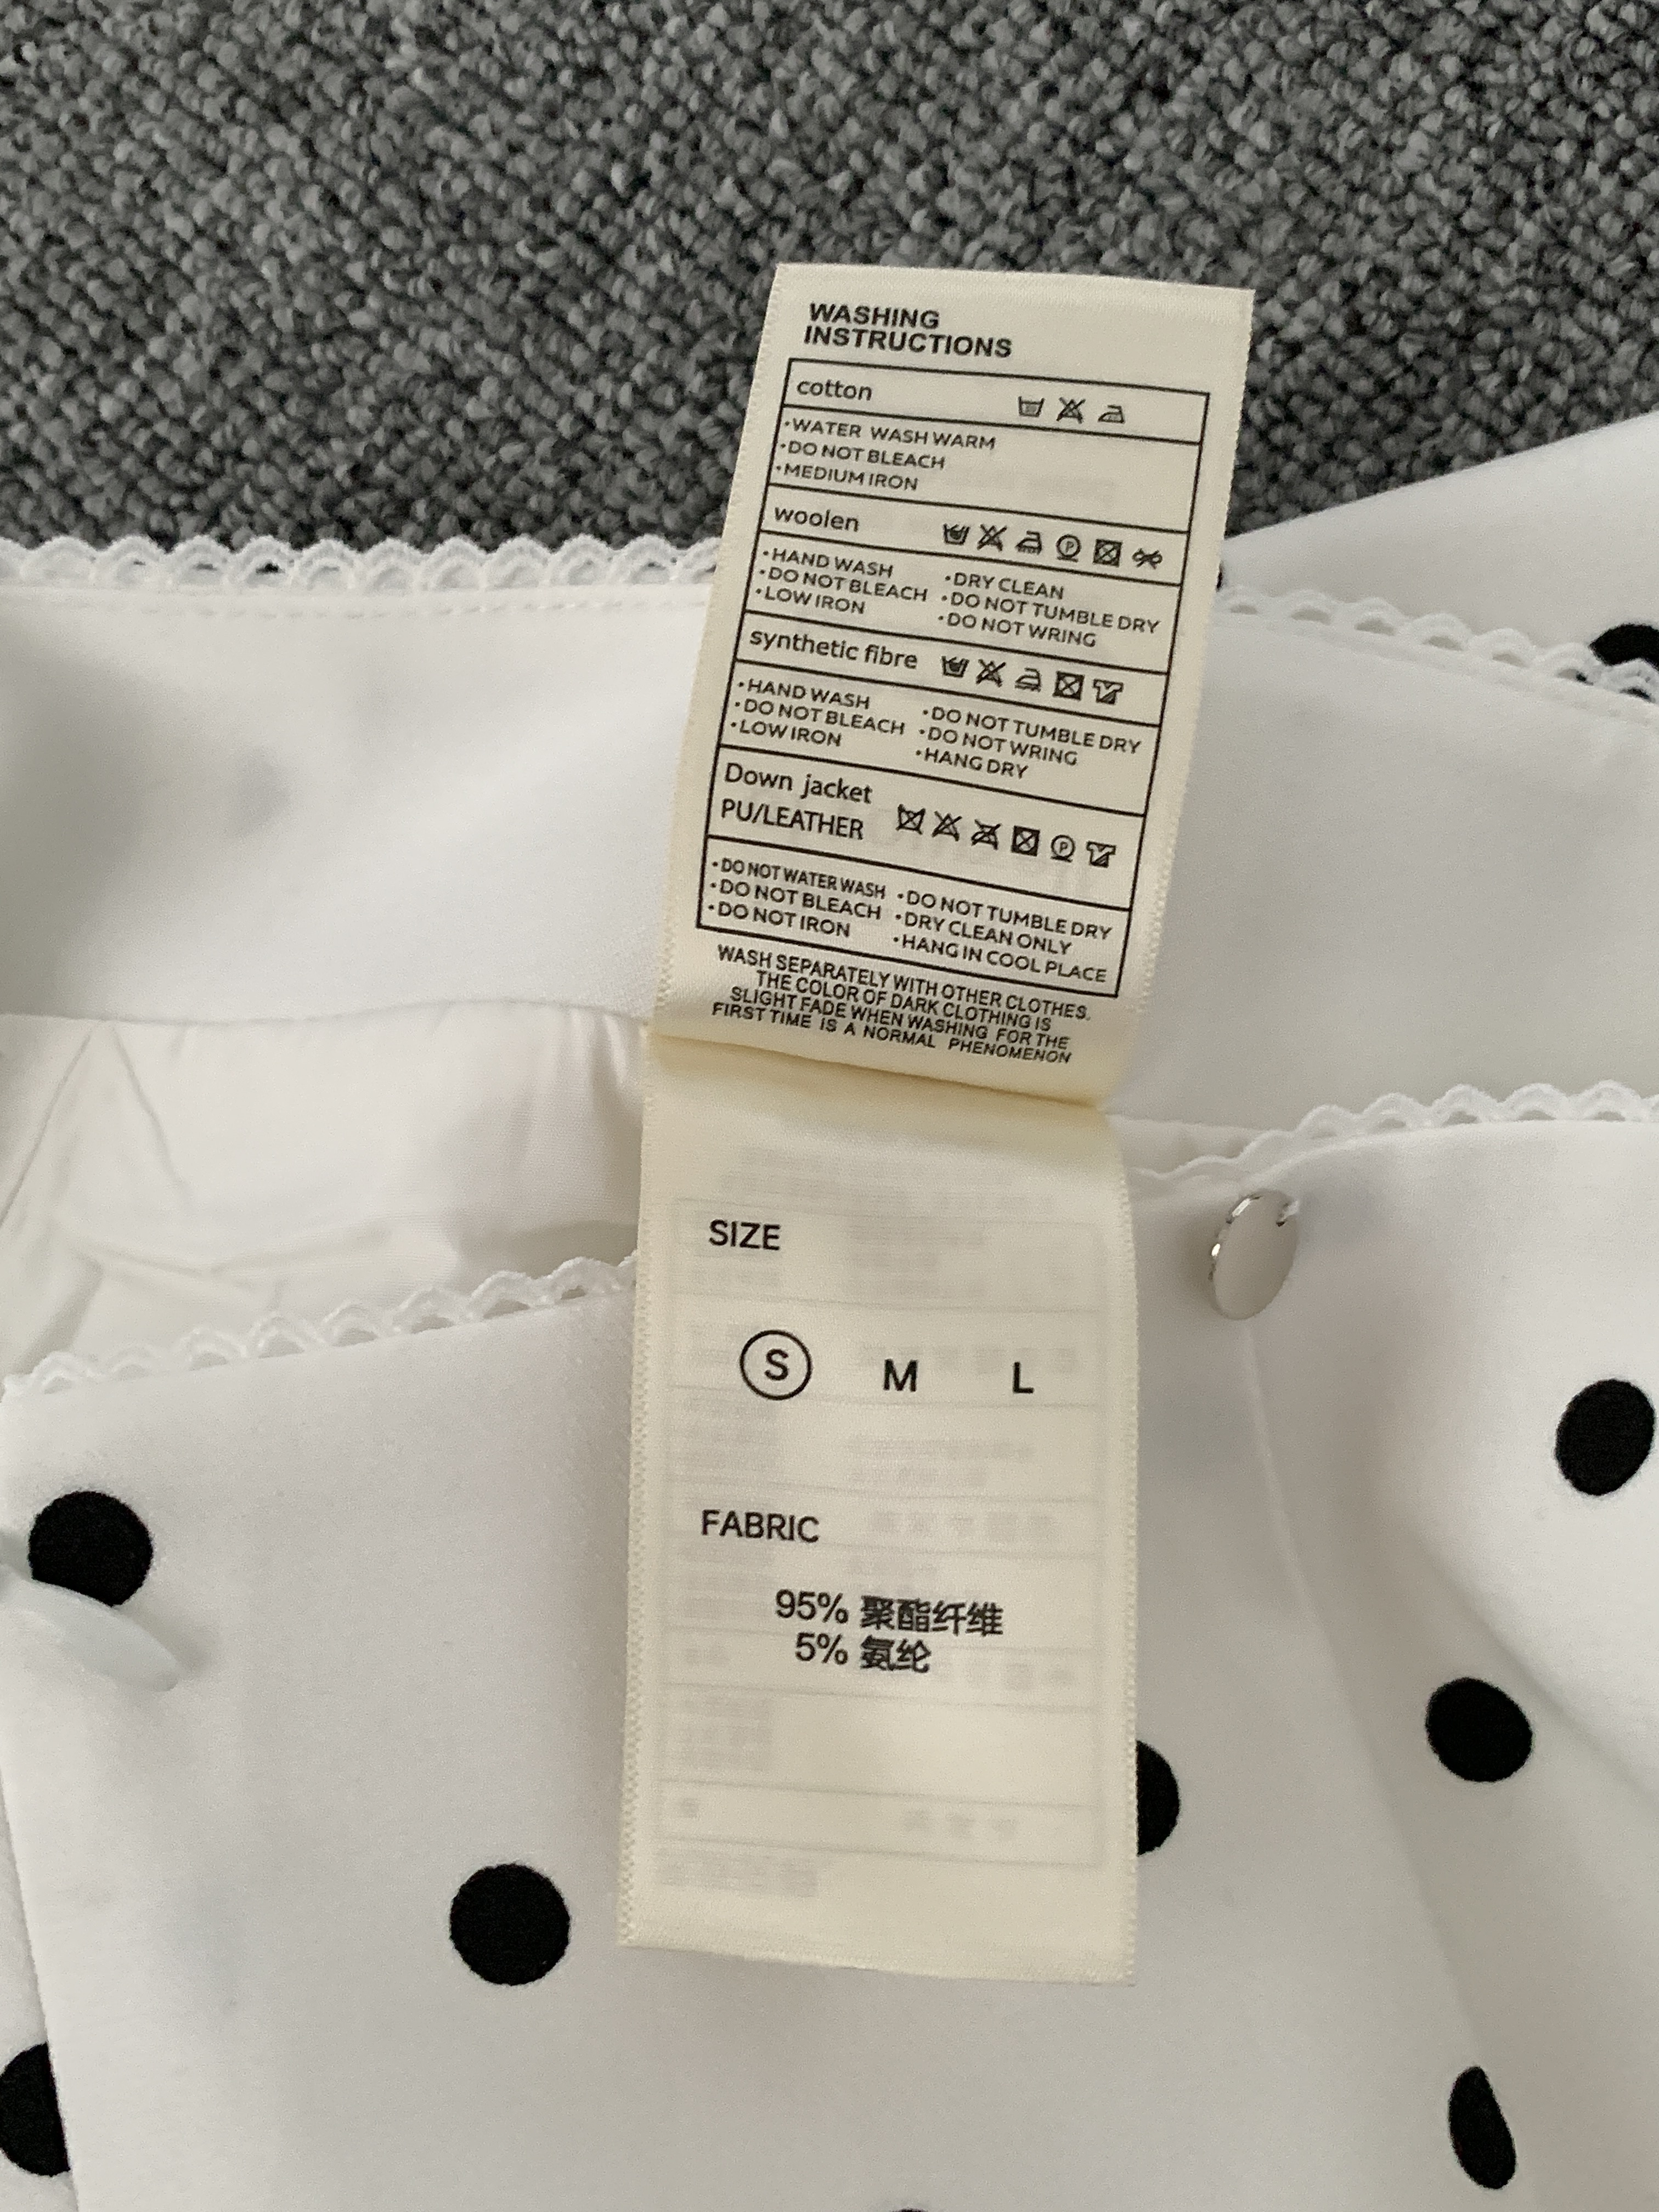 WASHING
INSTRUCTIONS
cotton
•WATER WASH WARM
•DO NOT BLEACH
•MEDIUM IRON
woolen
•HAND WASH
•DO NOT BLEACH
•LOW IRON
•DRY CLEAN
•DO NOT TUMBLE DRY
•DO NOT WRING
synthetic fibre
•HAND WASH
•DO NOT BLEACH
•LOW IRON
•DO NOT TUMBLE DRY
•DO NOT WRING
•HANG DRY
Down jacket
PU/LEATHER
•DO NOT WATER WASH
•DO NOT BLEACH
•DO NOT IRON
•DO NOT TUMBLE DRY
•DRY CLEAN ONLY
•HANG IN COOL PLACE
WASH SEPARATELY WITH OTHER CLOTHES.
THE COLOR OF DARK CLOTHING IS
SLIGHT FADE WHEN WASHING FOR THE
FIRST TIME IS A NORMAL PHENOMENON
SIZE
S M L
FABRIC
95% 聚酯纤维
5% 氨纶